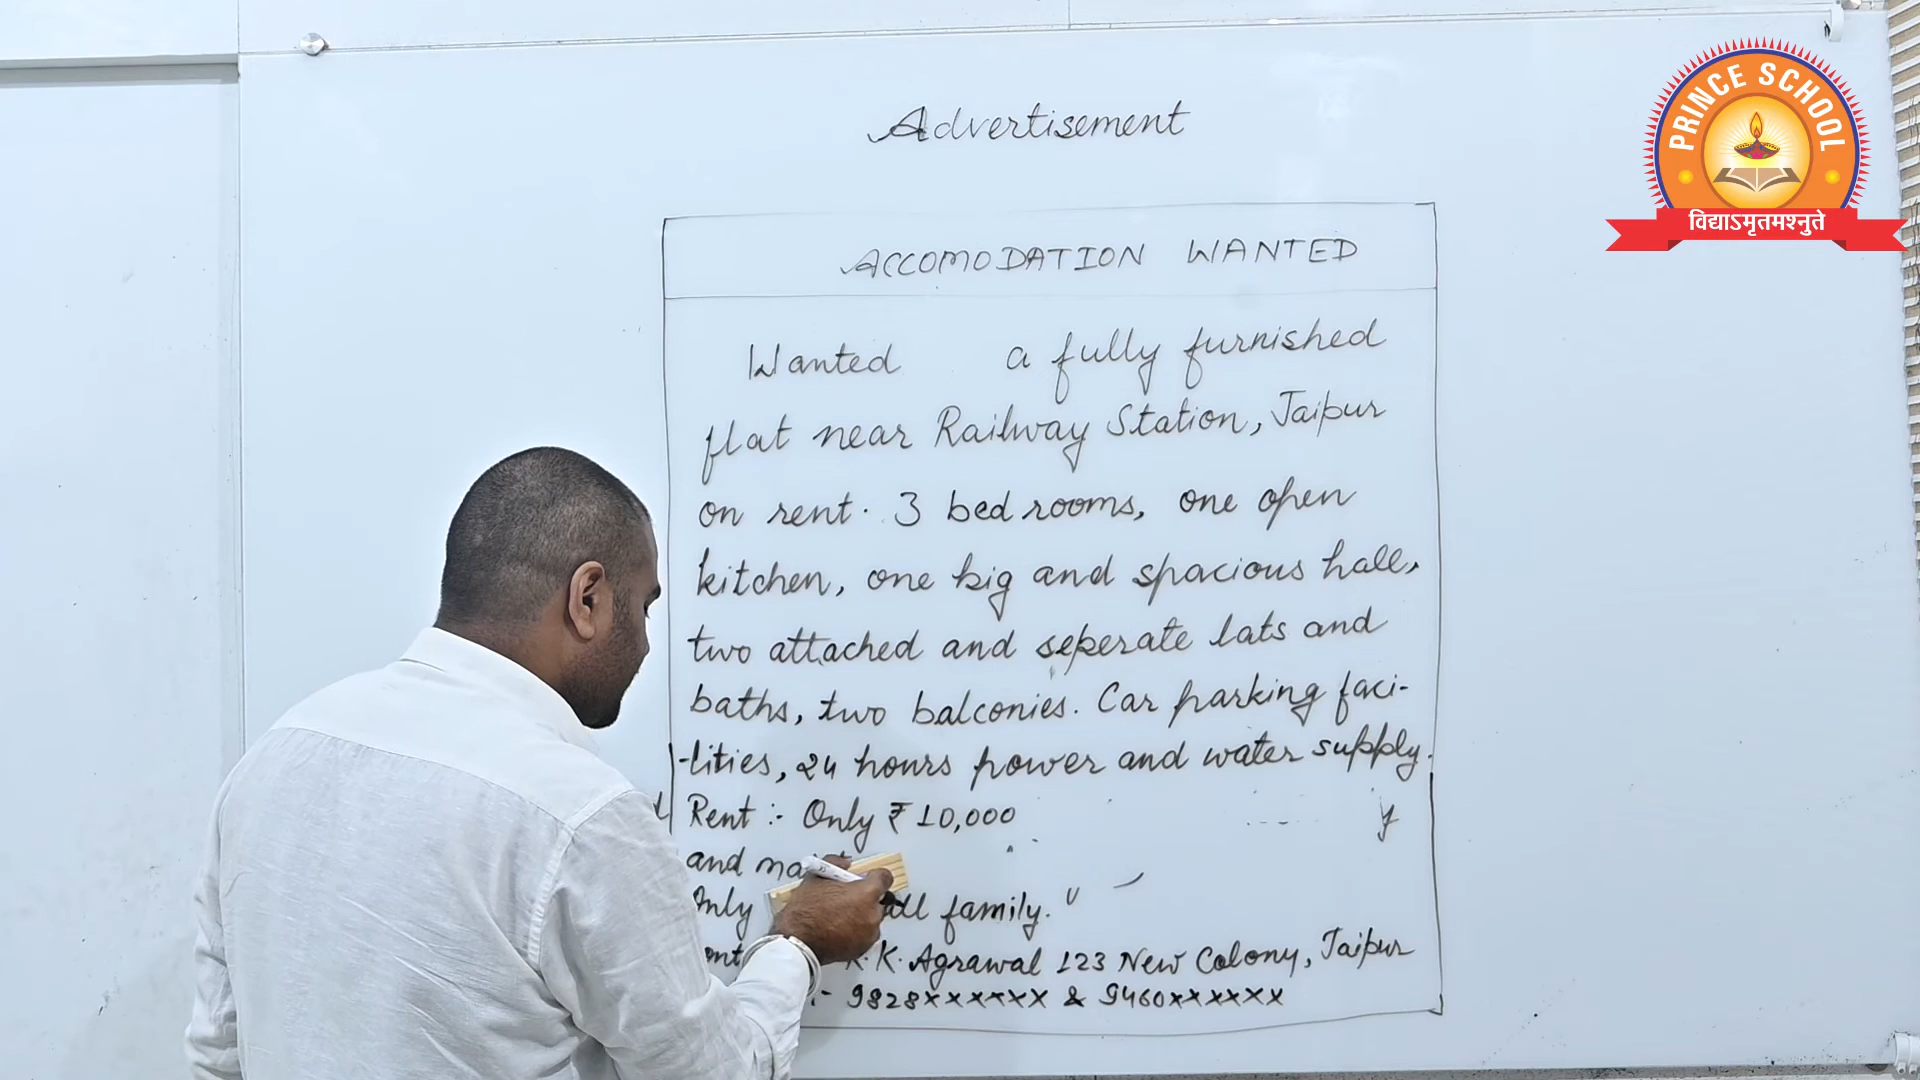 Advertisement
PRINCE SCHOOL
विद्याऽमृतमश्नुते
ACCOMODATION WANTED
Wanted a fully furnished
flat near Railway Station, Jaipur
on rent. 3 bed rooms, one open
kitchen, one big and spacious hall,
two attached and seperate lats and
baths, two balconies. Car parking faci-
-lities, 24 hours power and water supply.
Rent :- Only ₹ 10,000
and
Only family.
K. Agrawal 123 New Colony, Jaipur
:- 9828xxxxxx & 9460xxxxxx